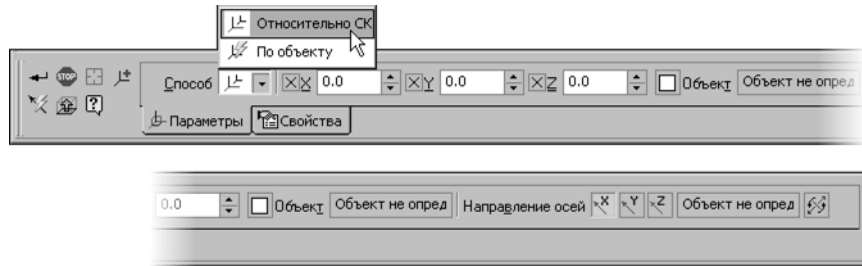 Относительно СК
По объекту
STOP Способ X 0.0 Y 0.0 Z 0.0 Объект Объект не опред
? Параметры Свойства
0.0 Объект Объект не опред Направление осей X Y Z Объект не опред